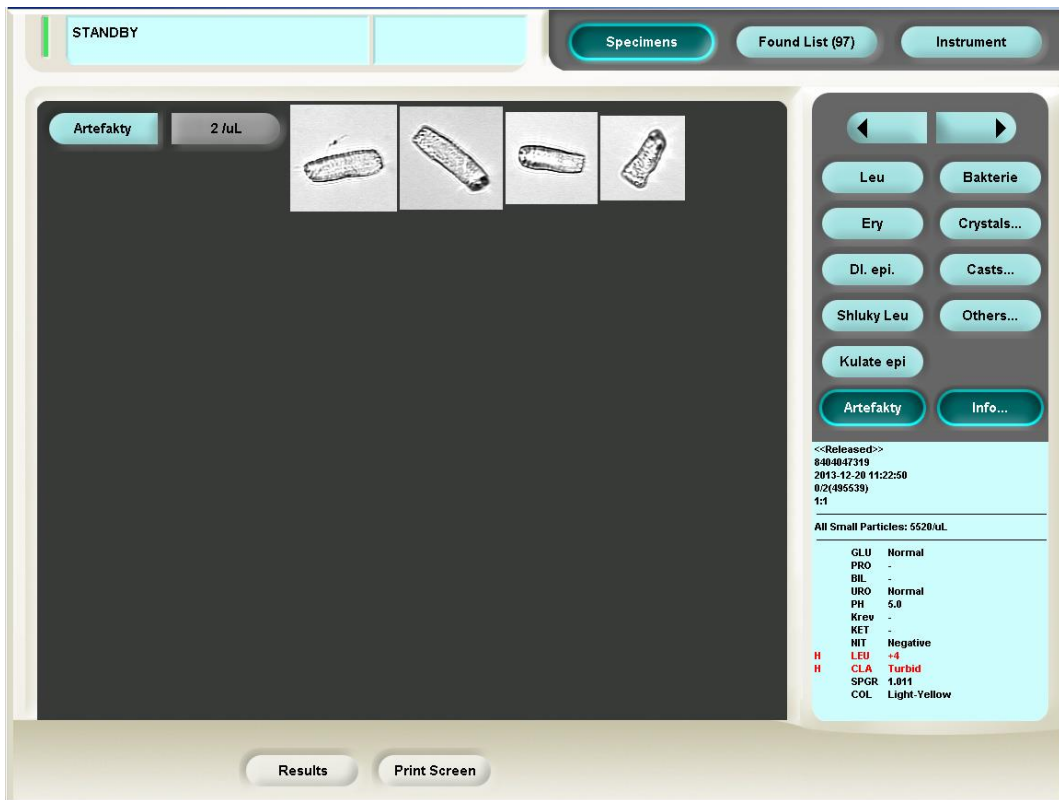 STANDBY
Specimens
Found List (97)
Instrument
Artefakty
2 /uL
Leu
Bakterie
Ery
Crystals...
Dl. epi.
Casts...
Shluky Leu
Others...
Kulate epi
Artefakty
Info...
<<Released>>
8404047319
2013-12-20 11:22:50
0/2(495539)
1:1
All Small Particles: 5520/uL
GLU Normal
PRO -
BIL -
URO Normal
PH 5.0
Krev -
KET -
NIT Negative
H LEU +4
H CLA Turbid
SPGR 1.011
COL Light-Yellow
Results
Print Screen